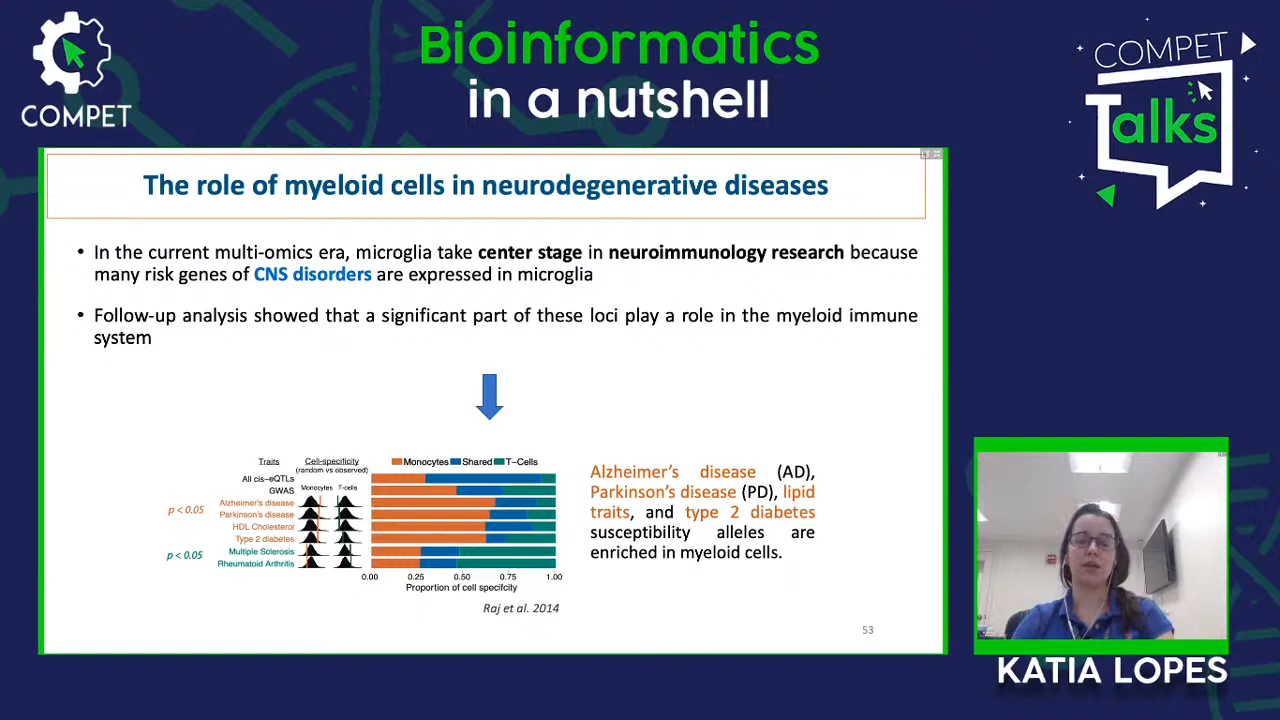 COMPET
Bioinformatics
in a nutshell
COMPET
Talks
The role of myeloid cells in neurodegenerative diseases
• In the current multi-omics era, microglia take center stage in neuroimmunology research because
many risk genes of CNS disorders are expressed in microglia
• Follow-up analysis showed that a significant part of these loci play a role in the myeloid immune
system
Traits
Cell-specificity
(random vs observed)
Monocytes T-cells
Monocytes Shared T-Cells
All cis-eQTLs
GWAS
Alzheimer's disease
Parkinson's disease
HDL Cholesterol
Type 2 diabetes
Multiple Sclerosis
Rheumatoid Arthritis
p < 0.05
p < 0.05
0.00 0.25 0.50 0.75 1.00
Proportion of cell specifcity
Raj et al. 2014
Alzheimer's disease (AD),
Parkinson's disease (PD), lipid
traits, and type 2 diabetes
susceptibility alleles are
enriched in myeloid cells.
53
KATIA LOPES